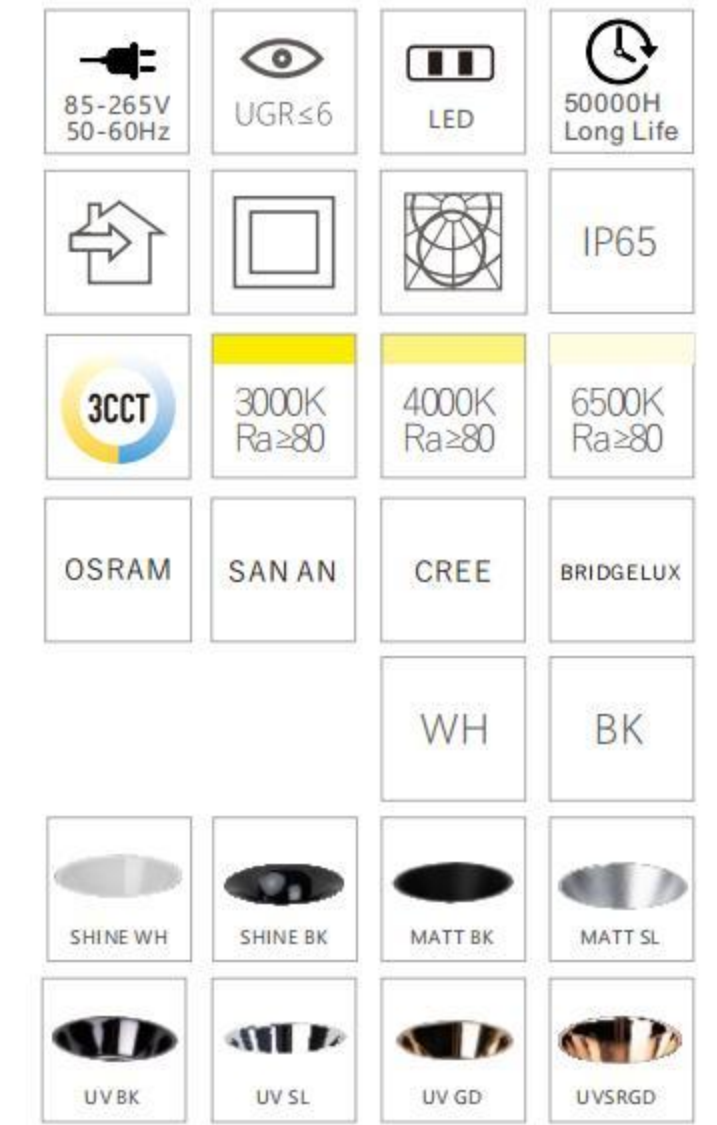 85-265V
50-60Hz
UGR≤6
LED
50000H
Long Life
IP65
3CCT
3000K
Ra≥80
4000K
Ra≥80
6500K
Ra≥80
OSRAM
SAN AN
CREE
BRIDGELUX
WH
BK
SHINE WH
SHINE BK
MATT BK
MATT SL
UV BK
UV SL
UV GD
UVSRGD